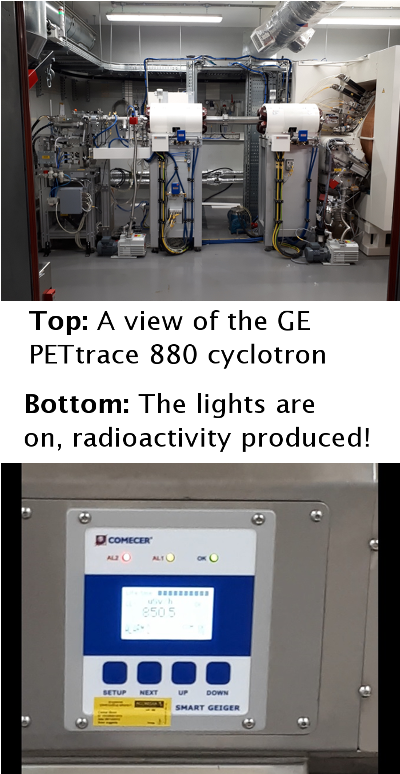 Top: A view of the GE
PETtrace 880 cyclotron
Bottom: The lights are
on, radioactivity produced!
COMECER
AL2 AL1 OK
850.5
SETUP NEXT UP DOWN
SMART GEIGER